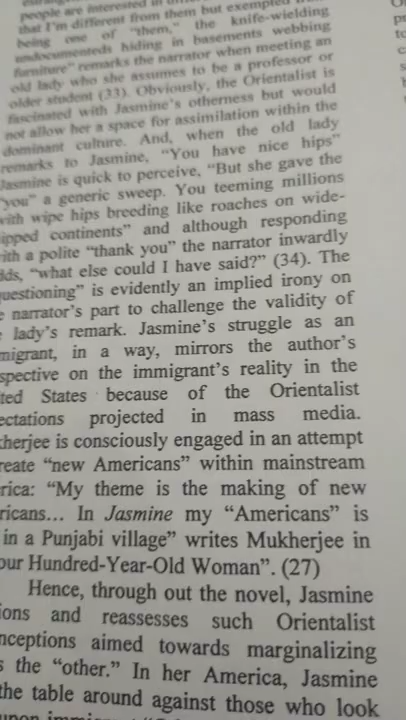 people are interested in
that I'm different from them but exempted
being one of "them," the knife-wielding
undocumenteds hiding in basements webbing
furniture" remarks the narrator when meeting an
old lady who she assumes to be a professor or
older student (33). Obviously, the Orientalist is
fascinated with Jasmine's otherness but would
not allow her a space for assimilation within the
dominant culture. And, when the old lady
remarks to Jasmine, "You have nice hips"
Jasmine is quick to perceive, "But she gave the
"you" a generic sweep. You teeming millions
with wipe hips breeding like roaches on wide-
ipped continents" and although responding
ith a polite "thank you" the narrator inwardly
dds, "what else could I have said?" (34). The
uestioning" is evidently an implied irony on
e narrator's part to challenge the validity of
lady's remark. Jasmine's struggle as an
migrant, in a way, mirrors the author's
spective on the immigrant's reality in the
ted States because of the Orientalist
ectations projected in mass media.
herjee is consciously engaged in an attempt
reate "new Americans" within mainstream
rica: "My theme is the making of new
ricans... In Jasmine my "Americans" is
in a Punjabi village" writes Mukherjee in
our Hundred-Year-Old Woman". (27)
Hence, through out the novel, Jasmine
ions and reassesses such Orientalist
nceptions aimed towards marginalizing
s the "other." In her America, Jasmine
the table around against those who look
upon